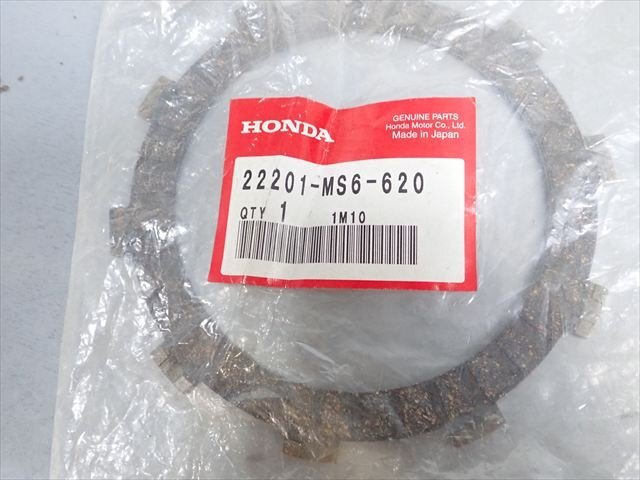 HONDA
GENUINE PARTS
Honda Motor Co., Ltd.
Made in Japan
22201-MS6-620
QTY 1 1M10